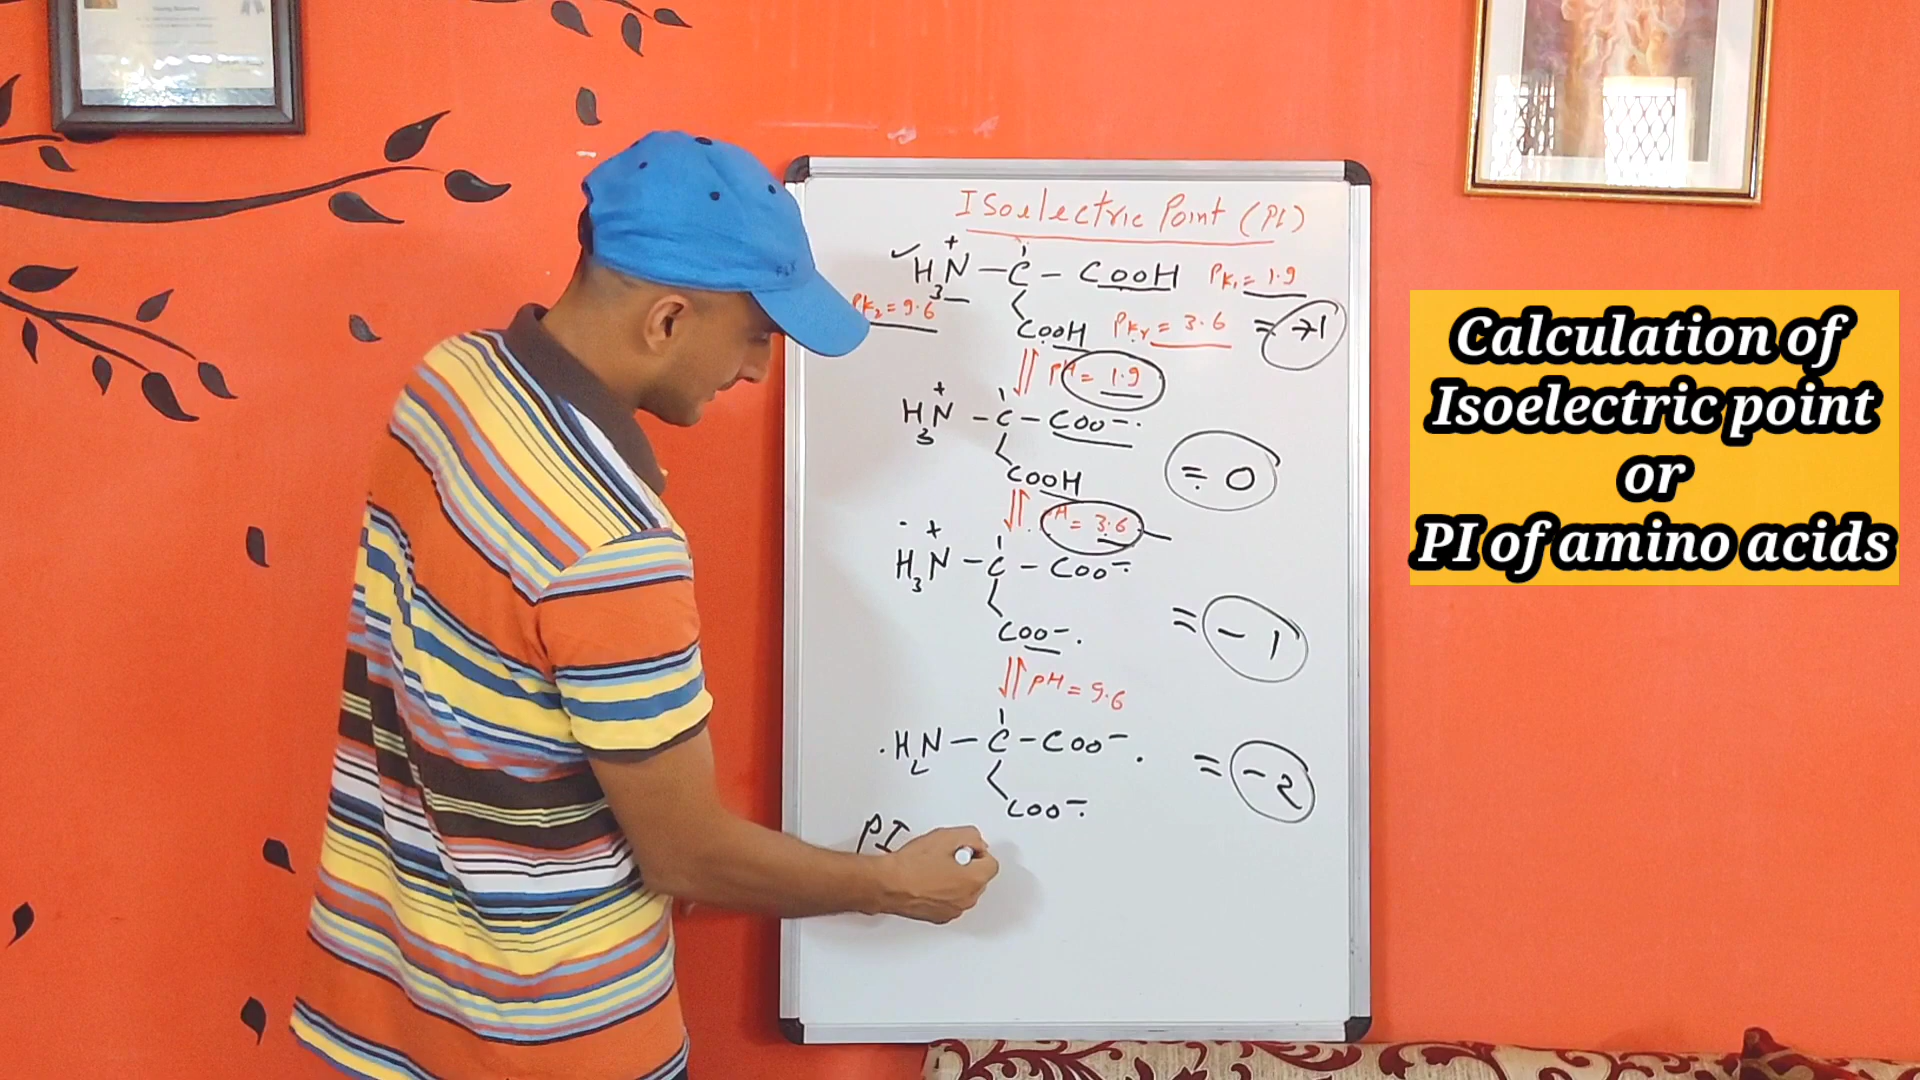 Isoelectric Point (PI)
H3N+ – C – COOH PK1 = 1.9
PK2 = 9.6
COOH PKr = 3.6 = +1
pH = 1.9
H3N+ – C – COO–
COOH = 0
pH = 3.6
H3N+ – C – COO–
COO– = –1
pH = 9.6
H2N – C – COO– = –2
COO–
PI
Calculation of
Isoelectric point
or
PI of amino acids